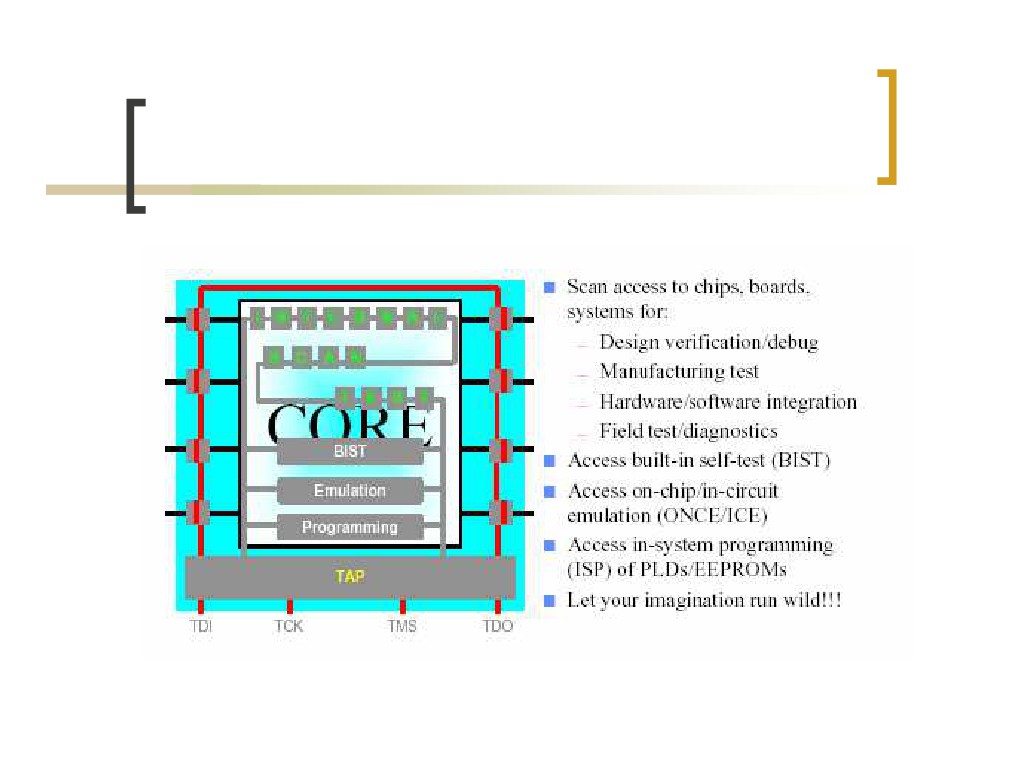 CORE
BIST
Emulation
Programming
TAP
TDI
TCK
TMS
TDO
Scan access to chips, boards,
systems for:
– Design verification/debug
– Manufacturing test
– Hardware/software integration
– Field test/diagnostics
Access built-in self-test (BIST)
Access on-chip/in-circuit
emulation (ONCE/ICE)
Access in-system programming
(ISP) of PLDs/EEPROMs
Let your imagination run wild!!!